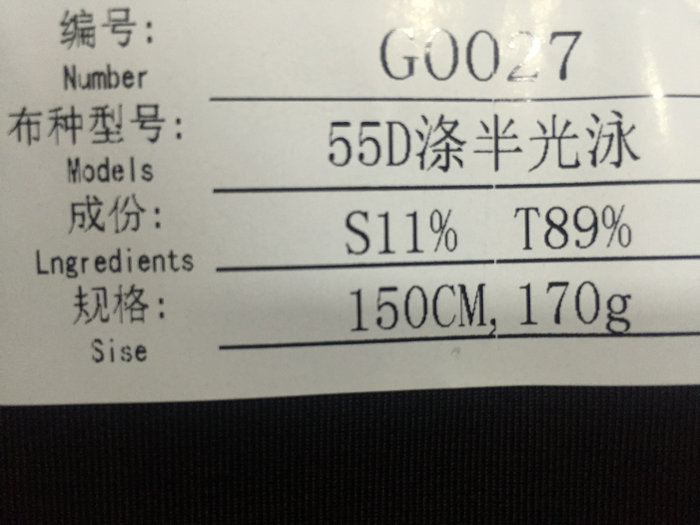 编号: G0027
Number
布种型号: 55D涤半光泳
Models
成份: S11% T89%
Lngredients
规格: 150CM, 170g
Sise